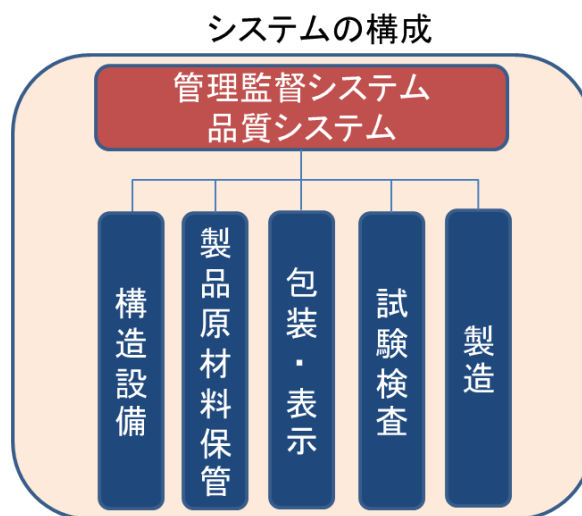 システムの構成
管理監督システム
品質システム
構造設備
製品原材料保管
包装・表示
試験検査
製造